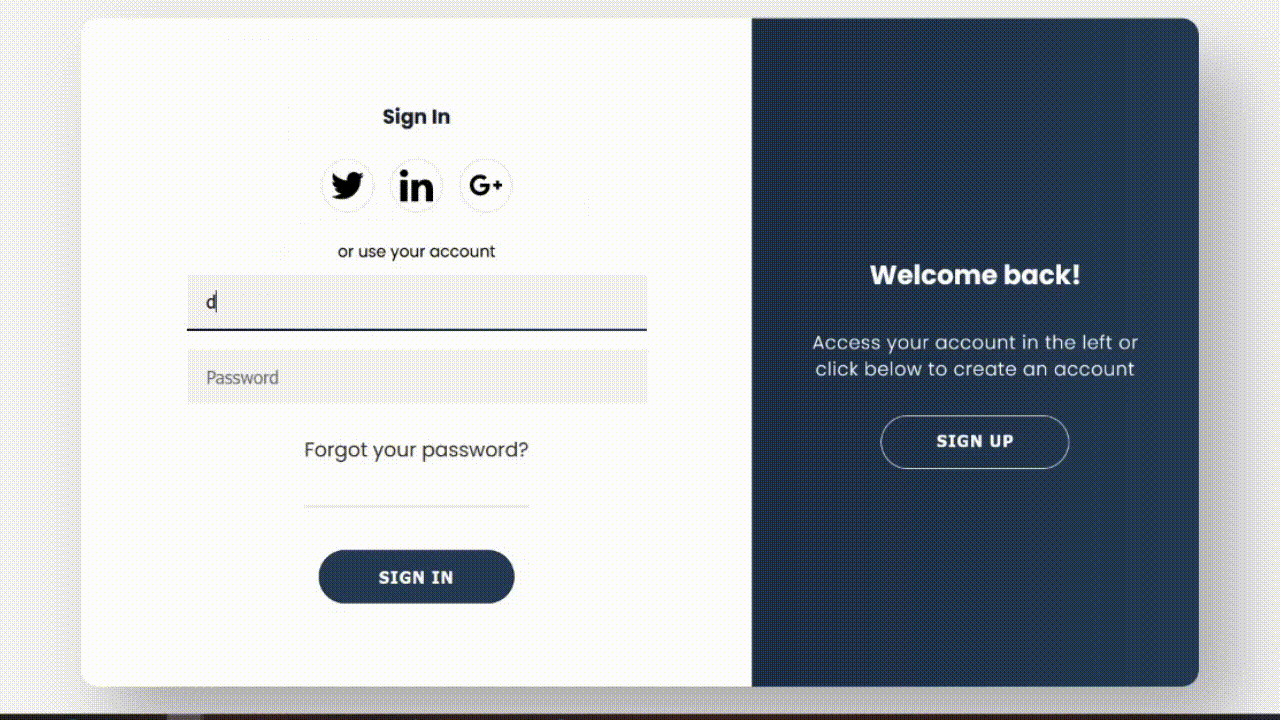 Sign In
in
G+
or use your account
d
Password
Forgot your password?
SIGN IN
Welcome back!
Access your account in the left or
click below to create an account
SIGN UP